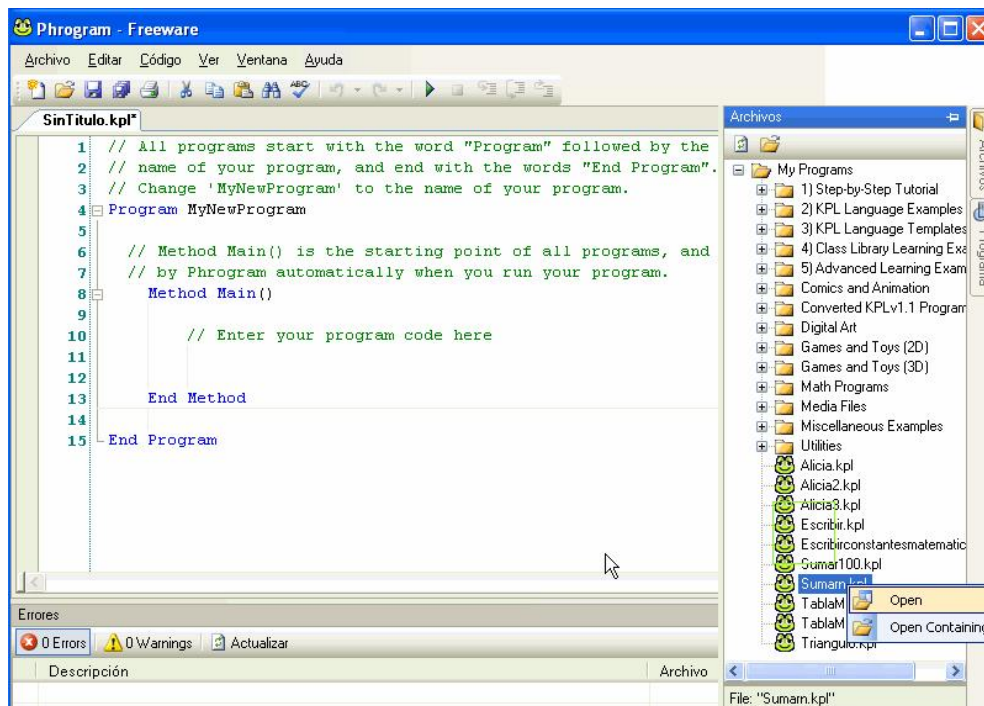 Phrogram - Freeware
Archivo Editar Código Ver Ventana Ayuda
SinTitulo.kpl*
1 // All programs start with the word "Program" followed by the
2 // name of your program, and end with the words "End Program".
3 // Change 'MyNewProgram' to the name of your program.
4 Program MyNewProgram
5
6 // Method Main() is the starting point of all programs, and
7 // by Phrogram automatically when you run your program.
8 Method Main()
9
10 // Enter your program code here
11
12
13 End Method
14
15 End Program
Errores
0 Errors 0 Warnings Actualizar
Descripción Archivo
Archivos
My Programs
1) Step-by-Step Tutorial
2) KPL Language Examples
3) KPL Language Templates
4) Class Library Learning Exa
5) Advanced Learning Exam
Comics and Animation
Converted KPLv1.1 Program
Digital Art
Games and Toys (2D)
Games and Toys (3D)
Math Programs
Media Files
Miscellaneous Examples
Utilities
Alicia.kpl
Alicia2.kpl
Alicia3.kpl
Escribir.kpl
Escribirconstantesmatematic
Sumar100.kpl
Sumarn.kpl
TablaM
TablaM
Triangulo.kpl
Open
Open Containing
File: "Sumarn.kpl"
Archivos